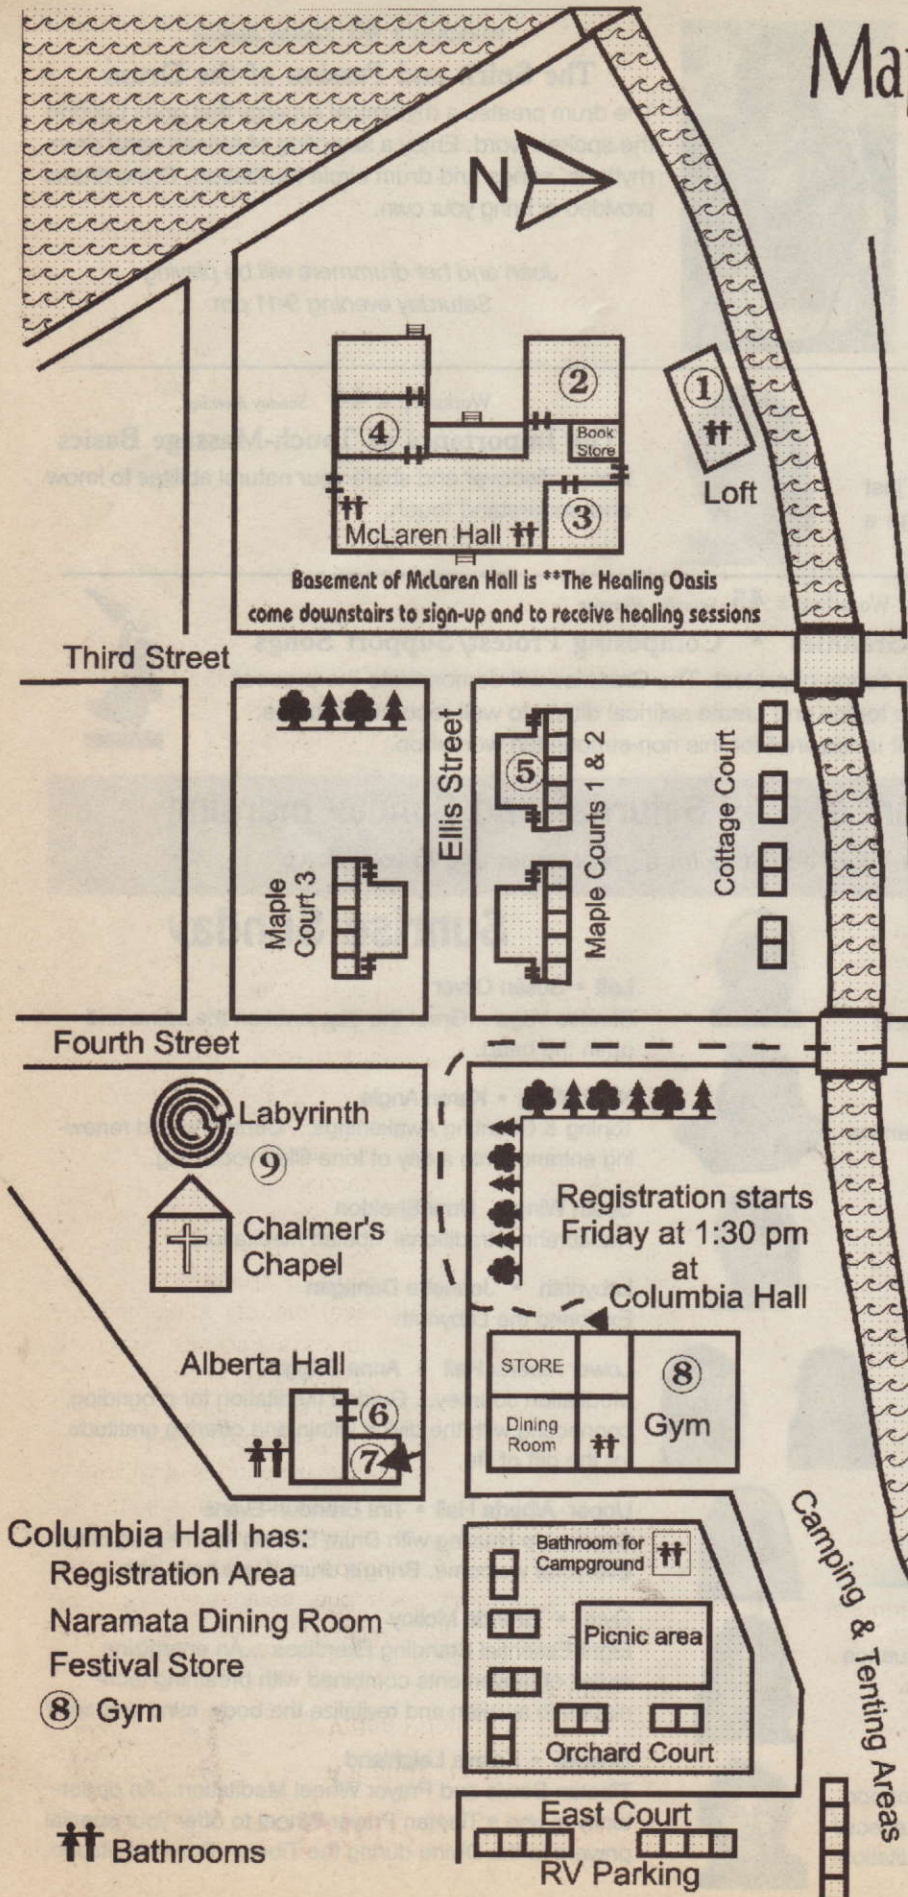 Ma
N
2
1
4
Book
Store
Loft
3
McLaren Hall
Basement of McLaren Hall is **The Healing Oasis
come downstairs to sign-up and to receive healing sessions
Third Street
Ellis Street
5
Maple Courts 1 & 2
Cottage Court
Maple
Court 3
Fourth Street
Labyrinth
9
Chalmer's
Chapel
Registration starts
Friday at 1:30 pm
at
Columbia Hall
Alberta Hall
6
7
STORE
8
Dining
Room
Gym
Columbia Hall has:
Registration Area
Naramata Dining Room
Festival Store
8 Gym
Bathrooms
Bathroom for
Campground
Picnic area
Orchard Court
East Court
RV Parking
Camping & Tenting Areas